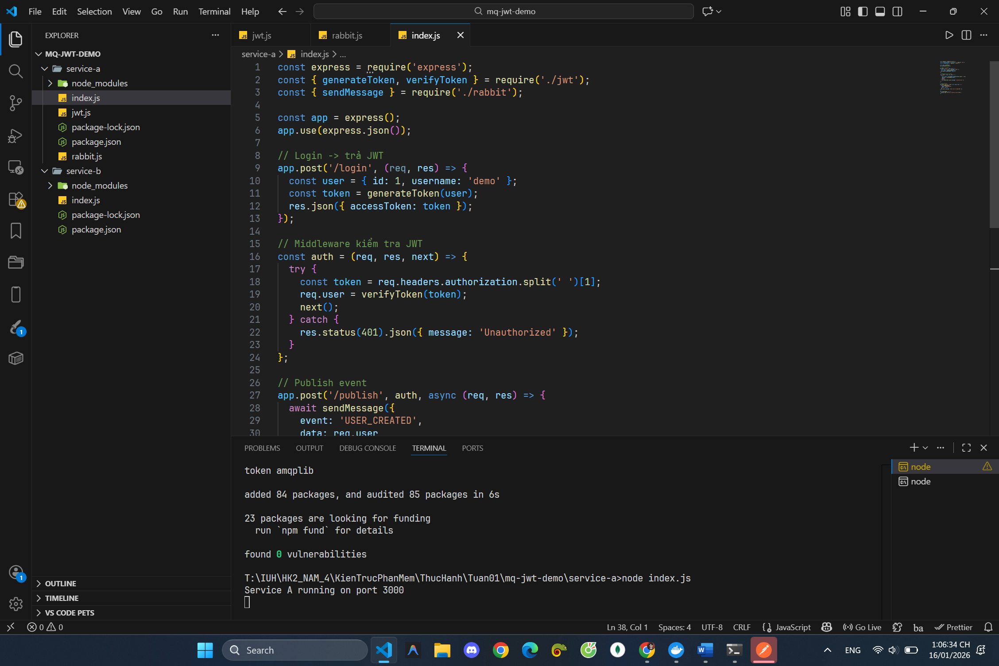 File Edit Selection View Go Run Terminal Help
mq-jwt-demo
EXPLORER
MQ-JWT-DEMO
service-a
node_modules
index.js
jwt.js
package-lock.json
package.json
rabbit.js
service-b
node_modules
index.js
package-lock.json
package.json
OUTLINE
TIMELINE
VS CODE PETS
jwt.js rabbit.js index.js
service-a > index.js > ...
1 const express = require('express');
2 const { generateToken, verifyToken } = require('./jwt');
3 const { sendMessage } = require('./rabbit');
4
5 const app = express();
6 app.use(express.json());
7
8 // Login -> trả JWT
9 app.post('/login', (req, res) => {
10 const user = { id: 1, username: 'demo' };
11 const token = generateToken(user);
12 res.json({ accessToken: token });
13 });
14
15 // Middleware kiểm tra JWT
16 const auth = (req, res, next) => {
17 try {
18 const token = req.headers.authorization.split(' ')[1];
19 req.user = verifyToken(token);
20 next();
21 } catch {
22 res.status(401).json({ message: 'Unauthorized' });
23 }
24 };
25
26 // Publish event
27 app.post('/publish', auth, async (req, res) => {
28 await sendMessage({
29 event: 'USER_CREATED',
30 data: req.user
PROBLEMS OUTPUT DEBUG CONSOLE TERMINAL PORTS
token amqplib
added 84 packages, and audited 85 packages in 6s
23 packages are looking for funding
run `npm fund` for details
found 0 vulnerabilities
T:\IUH\HK2_NAM_4\KienTrucPhanMem\ThucHanh\Tuan01\mq-jwt-demo\service-a>node index.js
Service A running on port 3000
node
node
0 0
Ln 38, Col 1 Spaces: 4 UTF-8 CRLF JavaScript Go Live ba Prettier
Search
ENG
1:06:34 CH
16/01/2026